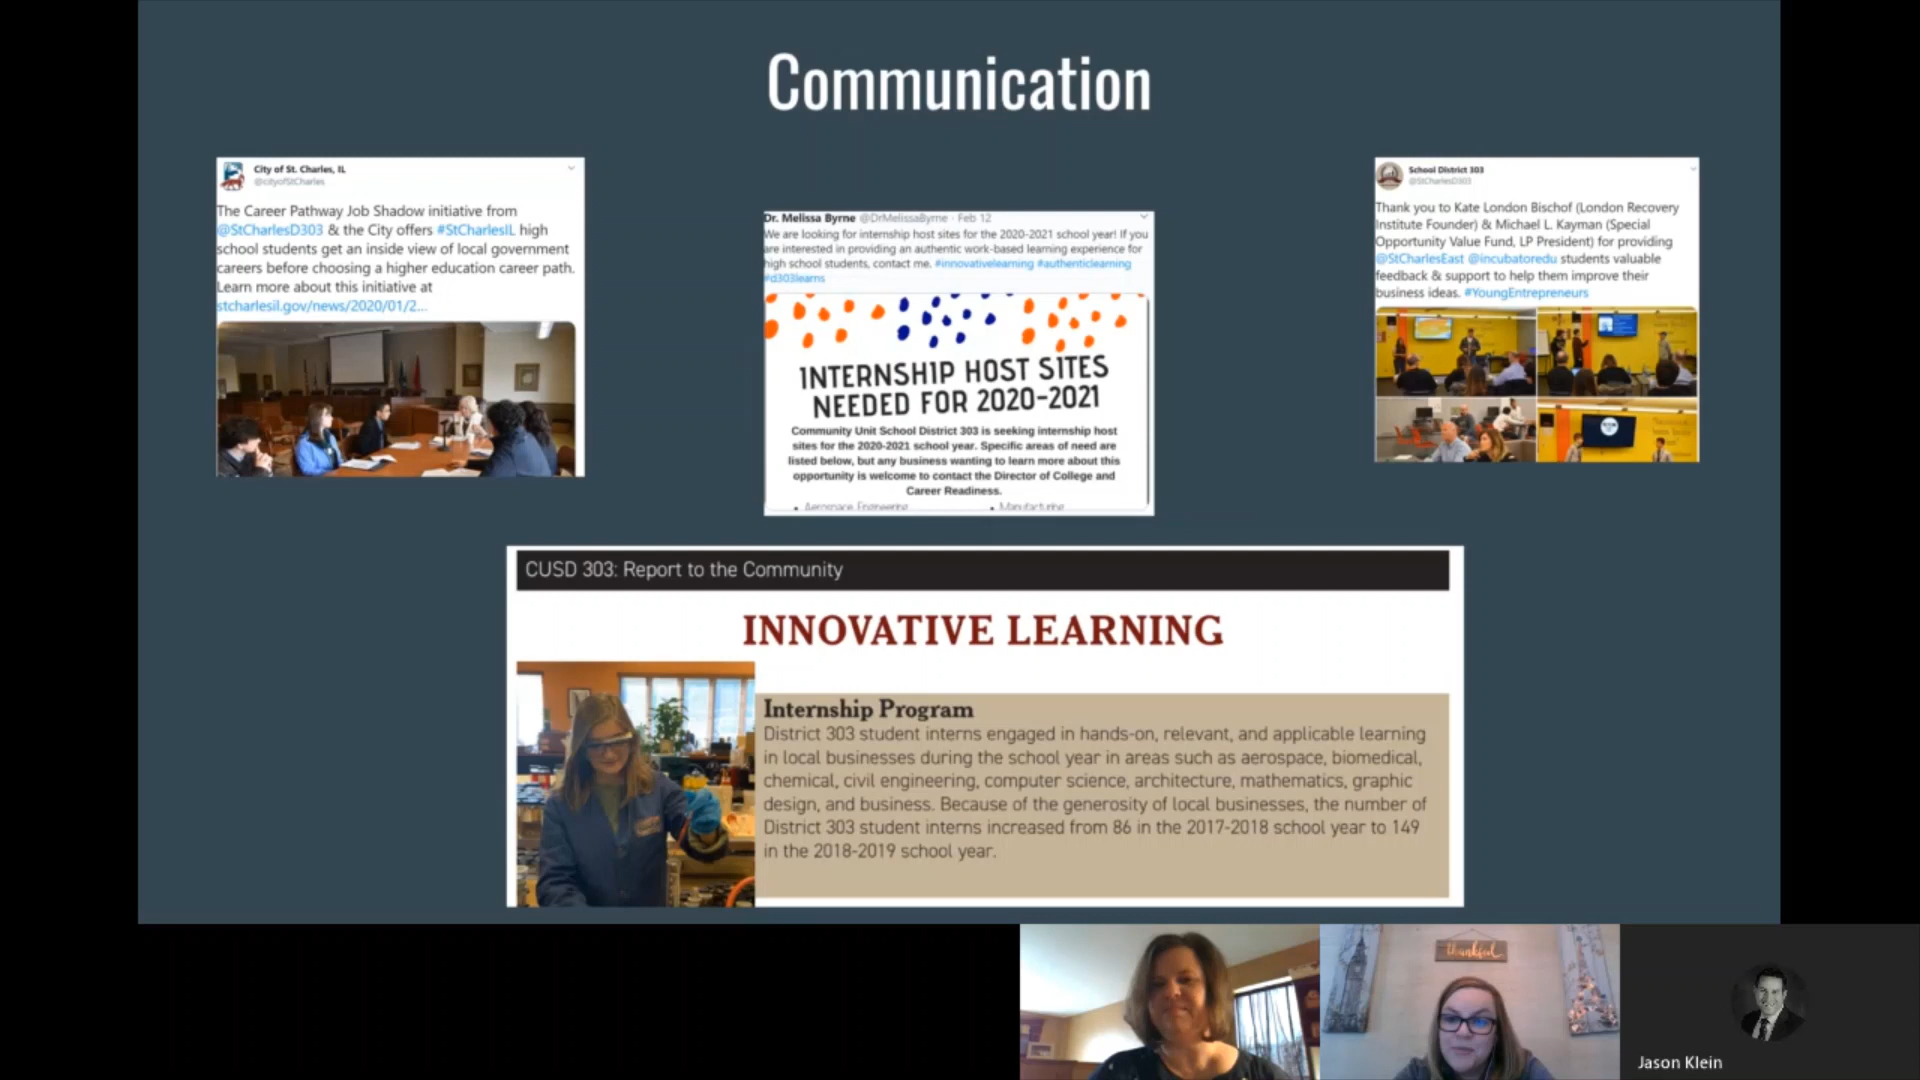 Communication
City of St. Charles, IL
@cityofStCharles
The Career Pathway Job Shadow initiative from
@StCharlesD303 & the City offers #StCharlesIL high
school students get an inside view of local government
careers before choosing a higher education career path.
Learn more about this initiative at
stcharlesil.gov/news/2020/01/2...
Dr. Melissa Byrne @DrMelissaByrne · Feb 12
We are looking for internship host sites for the 2020-2021 school year! If you
are interested in providing an authentic work-based learning experience for
high school students, contact me. #innovativelearning #authenticlearning
#d303learns
INTERNSHIP HOST SITES
NEEDED FOR 2020-2021
Community Unit School District 303 is seeking internship host
sites for the 2020-2021 school year. Specific areas of need are
listed below, but any business wanting to learn more about this
opportunity is welcome to contact the Director of College and
Career Readiness.
• Aerospace Engineering
• Manufacturing
School District 303
@StCharlesD303
Thank you to Kate London Bischof (London Recovery
Institute Founder) & Michael L. Kayman (Special
Opportunity Value Fund, LP President) for providing
@StCharlesEast @incubatoredu students valuable
feedback & support to help them improve their
business ideas. #YoungEntrepreneurs
CUSD 303: Report to the Community
INNOVATIVE LEARNING
Internship Program
District 303 student interns engaged in hands-on, relevant, and applicable learning
in local businesses during the school year in areas such as aerospace, biomedical,
chemical, civil engineering, computer science, architecture, mathematics, graphic
design, and business. Because of the generosity of local businesses, the number of
District 303 student interns increased from 86 in the 2017-2018 school year to 149
in the 2018-2019 school year.
thankful
Jason Klein